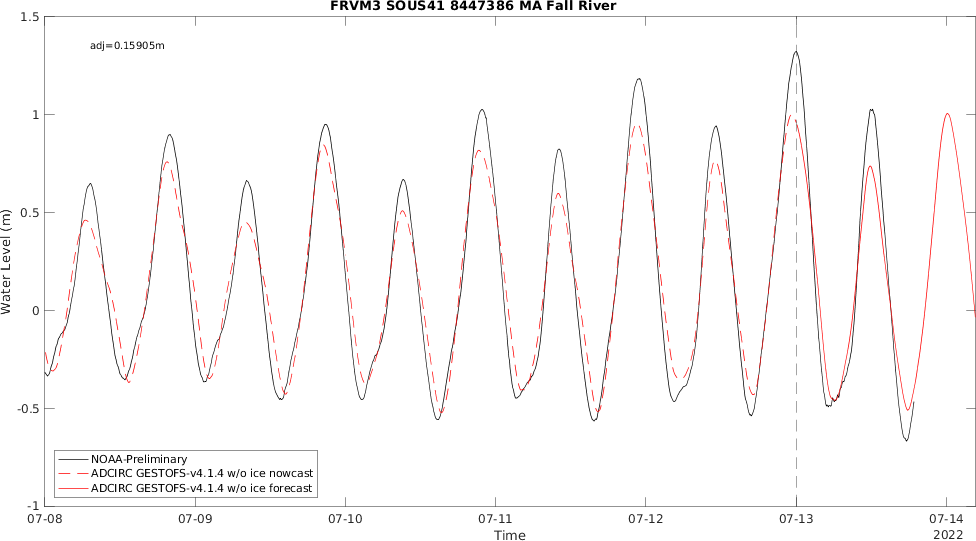 FRVM3 SOUS41 8447386 MA Fall River
adj=0.15905m
1.5
1
0.5
0
-0.5
-1
Water Level (m)
NOAA-Preliminary
ADCIRC GESTOFS-v4.1.4 w/o ice nowcast
ADCIRC GESTOFS-v4.1.4 w/o ice forecast
07-08 07-09 07-10 07-11 07-12 07-13 07-14
Time
2022